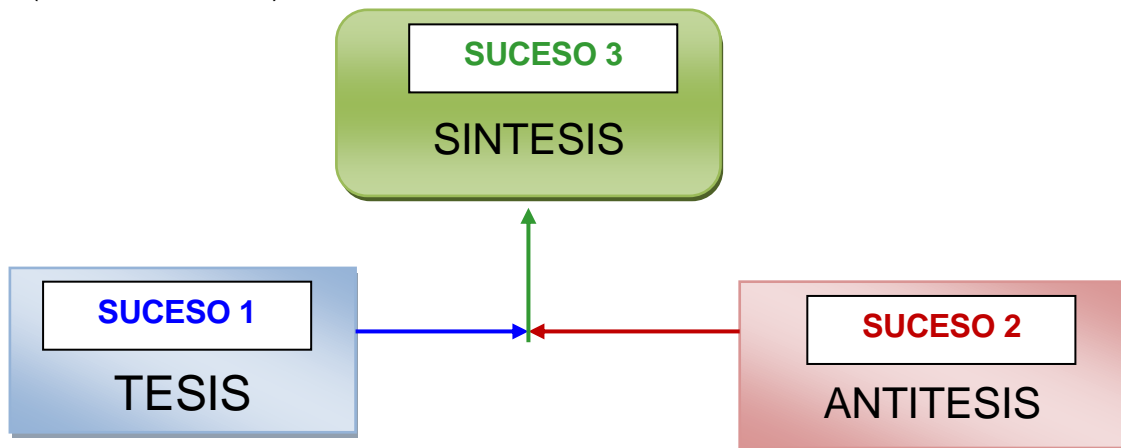 SUCESO 3
SINTESIS
SUCESO 1
TESIS
SUCESO 2
ANTITESIS